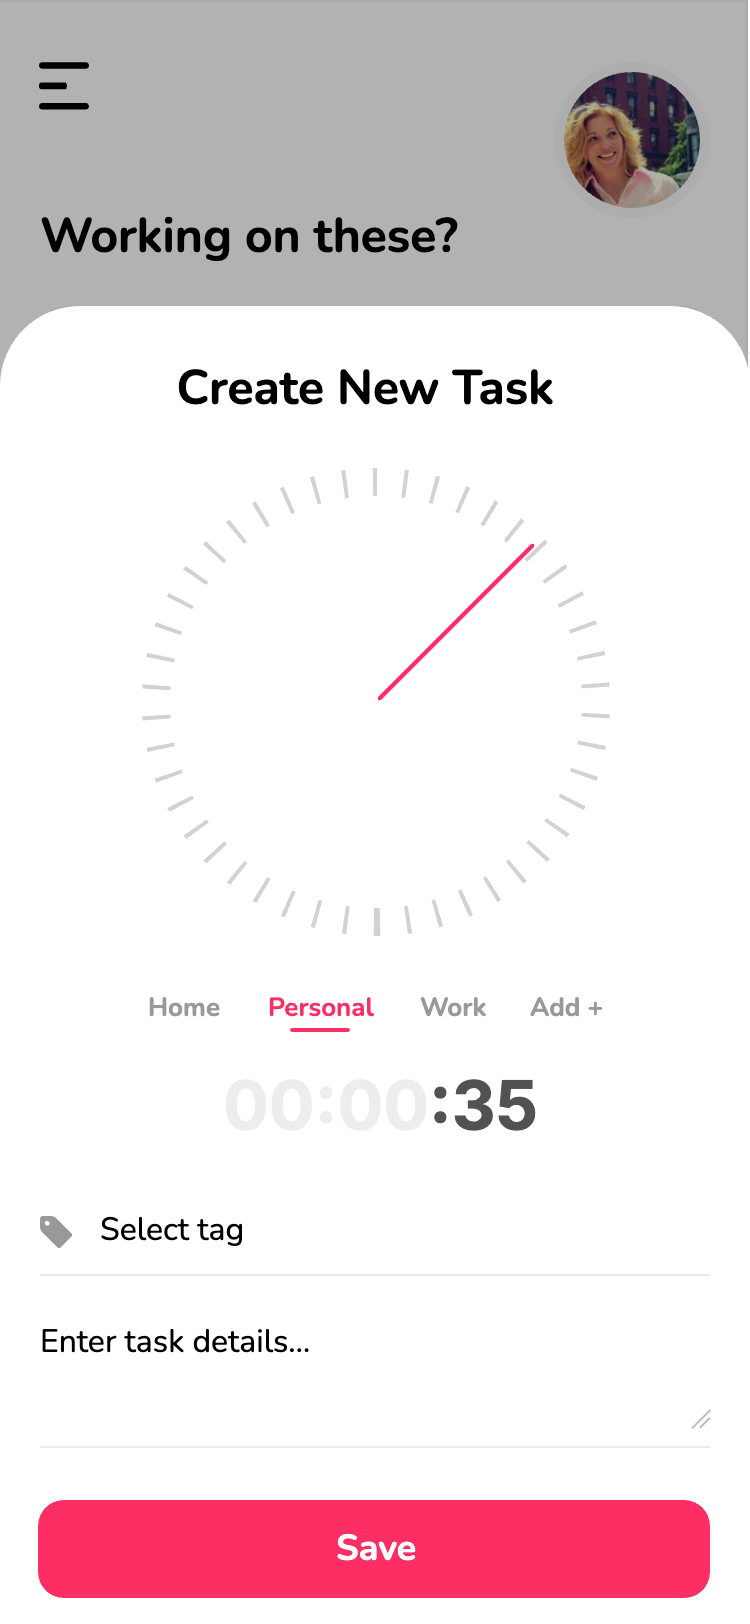 Working on these?
Create New Task
Home Personal Work Add +
00:00:35
Select tag
Enter task details...
Save